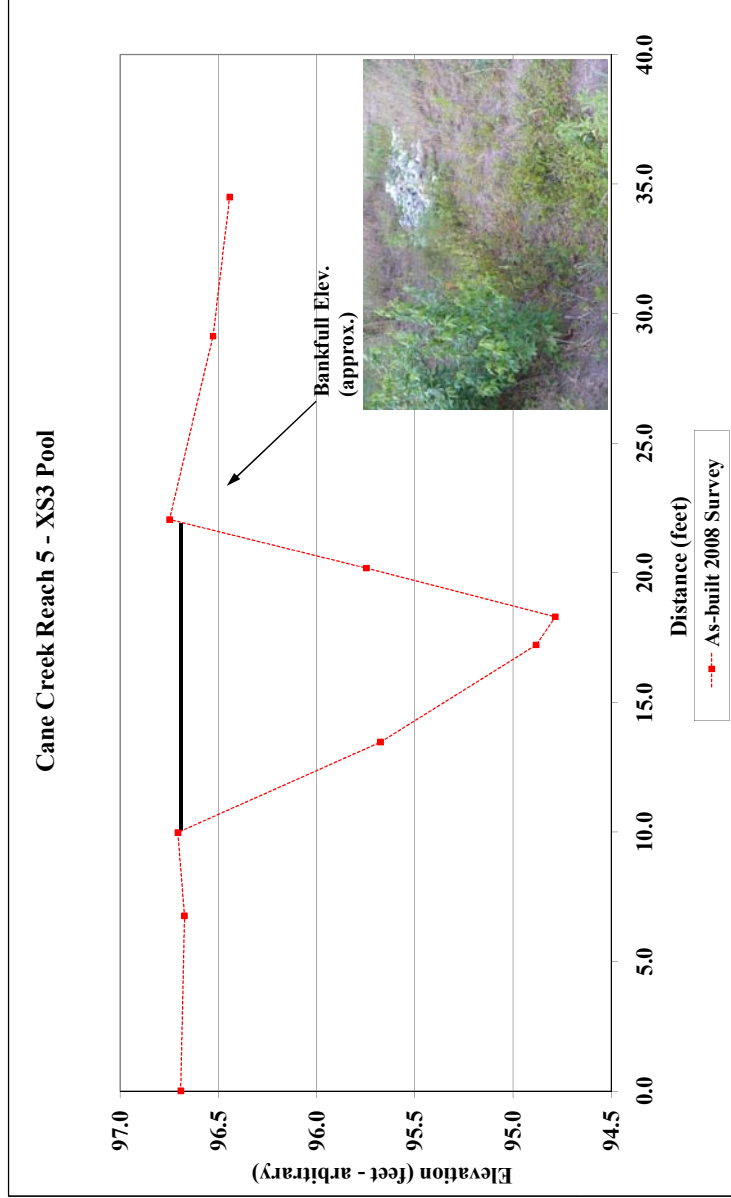 Cane Creek Reach 5 - XS3 Pool
97.0
96.5
96.0
95.5
95.0
94.5
Elevation (feet - arbitrary)
Bankfull Elev.
(approx.)
0.0 5.0 10.0 15.0 20.0 25.0 30.0 35.0 40.0
Distance (feet)
As-built 2008 Survey